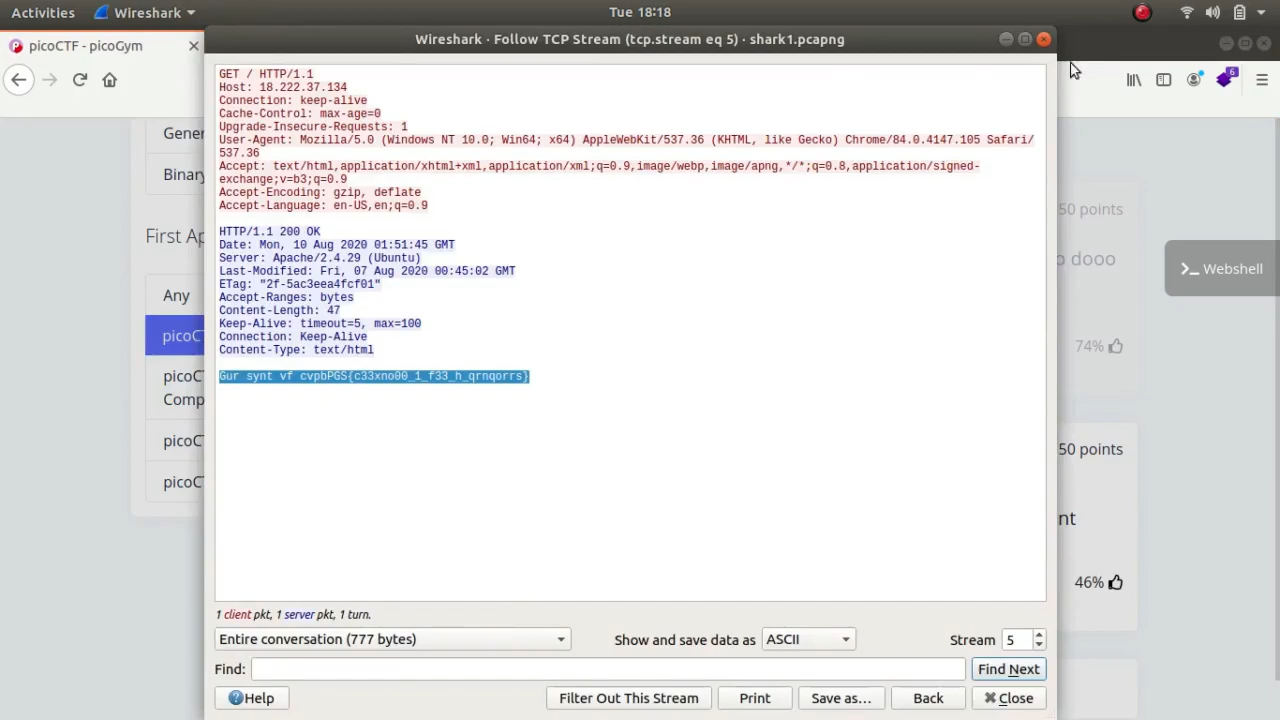 Activities Wireshark Tue 18:18
picoCTF - picoGym
Wireshark · Follow TCP Stream (tcp.stream eq 5) · shark1.pcapng
6
GET / HTTP/1.1
Host: 18.222.37.134
Connection: keep-alive
Cache-Control: max-age=0
Upgrade-Insecure-Requests: 1
User-Agent: Mozilla/5.0 (Windows NT 10.0; Win64; x64) AppleWebKit/537.36 (KHTML, like Gecko) Chrome/84.0.4147.105 Safari/
537.36
Accept: text/html,application/xhtml+xml,application/xml;q=0.9,image/webp,image/apng,*/*;q=0.8,application/signed-
exchange;v=b3;q=0.9
Accept-Encoding: gzip, deflate
Accept-Language: en-US,en;q=0.9
HTTP/1.1 200 OK
Date: Mon, 10 Aug 2020 01:51:45 GMT
Server: Apache/2.4.29 (Ubuntu)
Last-Modified: Fri, 07 Aug 2020 00:45:02 GMT
ETag: "2f-5ac3eea4fcf01"
Accept-Ranges: bytes
Content-Length: 47
Keep-Alive: timeout=5, max=100
Connection: Keep-Alive
Content-Type: text/html
Gur synt vf cvpbPGS{c33xno00_1_f33_h_qrnqorrs}
1 client pkt, 1 server pkt, 1 turn.
Entire conversation (777 bytes) Show and save data as ASCII Stream 5
Find: Find Next
Help Filter Out This Stream Print Save as… Back Close
Gener
Binary
First Ap
Any
picoC
picoC
Comp
picoC
picoC
50 points
o dooo
>_ Webshell
74%
50 points
nt
46%